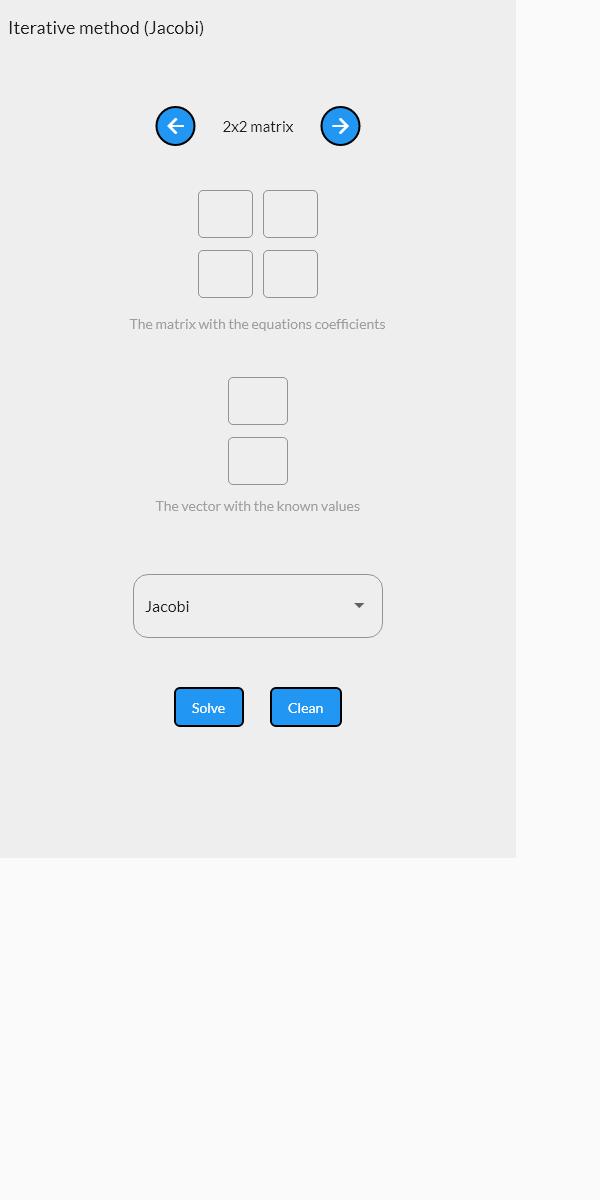 Iterative method (Jacobi)
2x2 matrix
The matrix with the equations coefficients
The vector with the known values
Jacobi
Solve
Clean